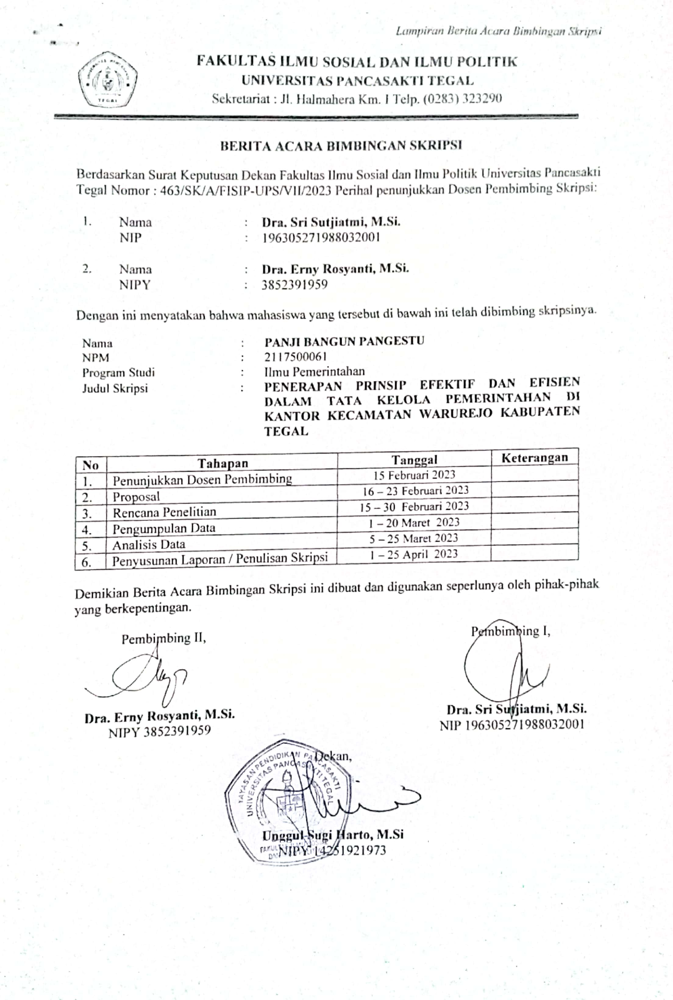 Lampiran Berita Acara Bimbingan Skripsi
FAKULTAS ILMU SOSIAL DAN ILMU POLITIK
UNIVERSITAS PANCASAKTI TEGAL
Sekretariat : Jl. Halmahera Km. 1 Telp. (0283) 323290
TEGAL
BERITA ACARA BIMBINGAN SKRIPSI
Berdasarkan Surat Keputusan Dekan Fakultas Ilmu Sosial dan Ilmu Politik Universitas Pancasakti
Tegal Nomor : 463/SK/A/FISIP-UPS/VII/2023 Perihal penunjukkan Dosen Pembimbing Skripsi:
1. Nama : Dra. Sri Sutjiatmi, M.Si.
NIP : 196305271988032001
2. Nama : Dra. Erny Rosyanti, M.Si.
NIPY : 3852391959
Dengan ini menyatakan bahwa mahasiswa yang tersebut di bawah ini telah dibimbing skripsinya.
Nama : PANJI BANGUN PANGESTU
NPM : 2117500061
Program Studi : Ilmu Pemerintahan
Judul Skripsi : PENERAPAN PRINSIP EFEKTIF DAN EFISIEN
DALAM TATA KELOLA PEMERINTAHAN DI
KANTOR KECAMATAN WARUREJO KABUPATEN
TEGAL
No Tahapan Tanggal Keterangan
1. Penunjukkan Dosen Pembimbing 15 Februari 2023
2. Proposal 16 – 23 Februari 2023
3. Rencana Penelitian 15 – 30 Februari 2023
4. Pengumpulan Data 1 – 20 Maret 2023
5. Analisis Data 5 – 25 Maret 2023
6. Penyusunan Laporan / Penulisan Skripsi 1 – 25 April 2023
Demikian Berita Acara Bimbingan Skripsi ini dibuat dan digunakan seperlunya oleh pihak-pihak
yang berkepentingan.
Pembimbing II, Pembimbing I,
Dra. Erny Rosyanti, M.Si. Dra. Sri Sutjiatmi, M.Si.
NIPY 3852391959 NIP 196305271988032001
Dekan,
YAYASAN PENDIDIKAN PANCASAKTI
UNIVERSITAS PANCASAKTI TEGAL
Unggul Sugi Harto, M.Si
NIPY 14251921973